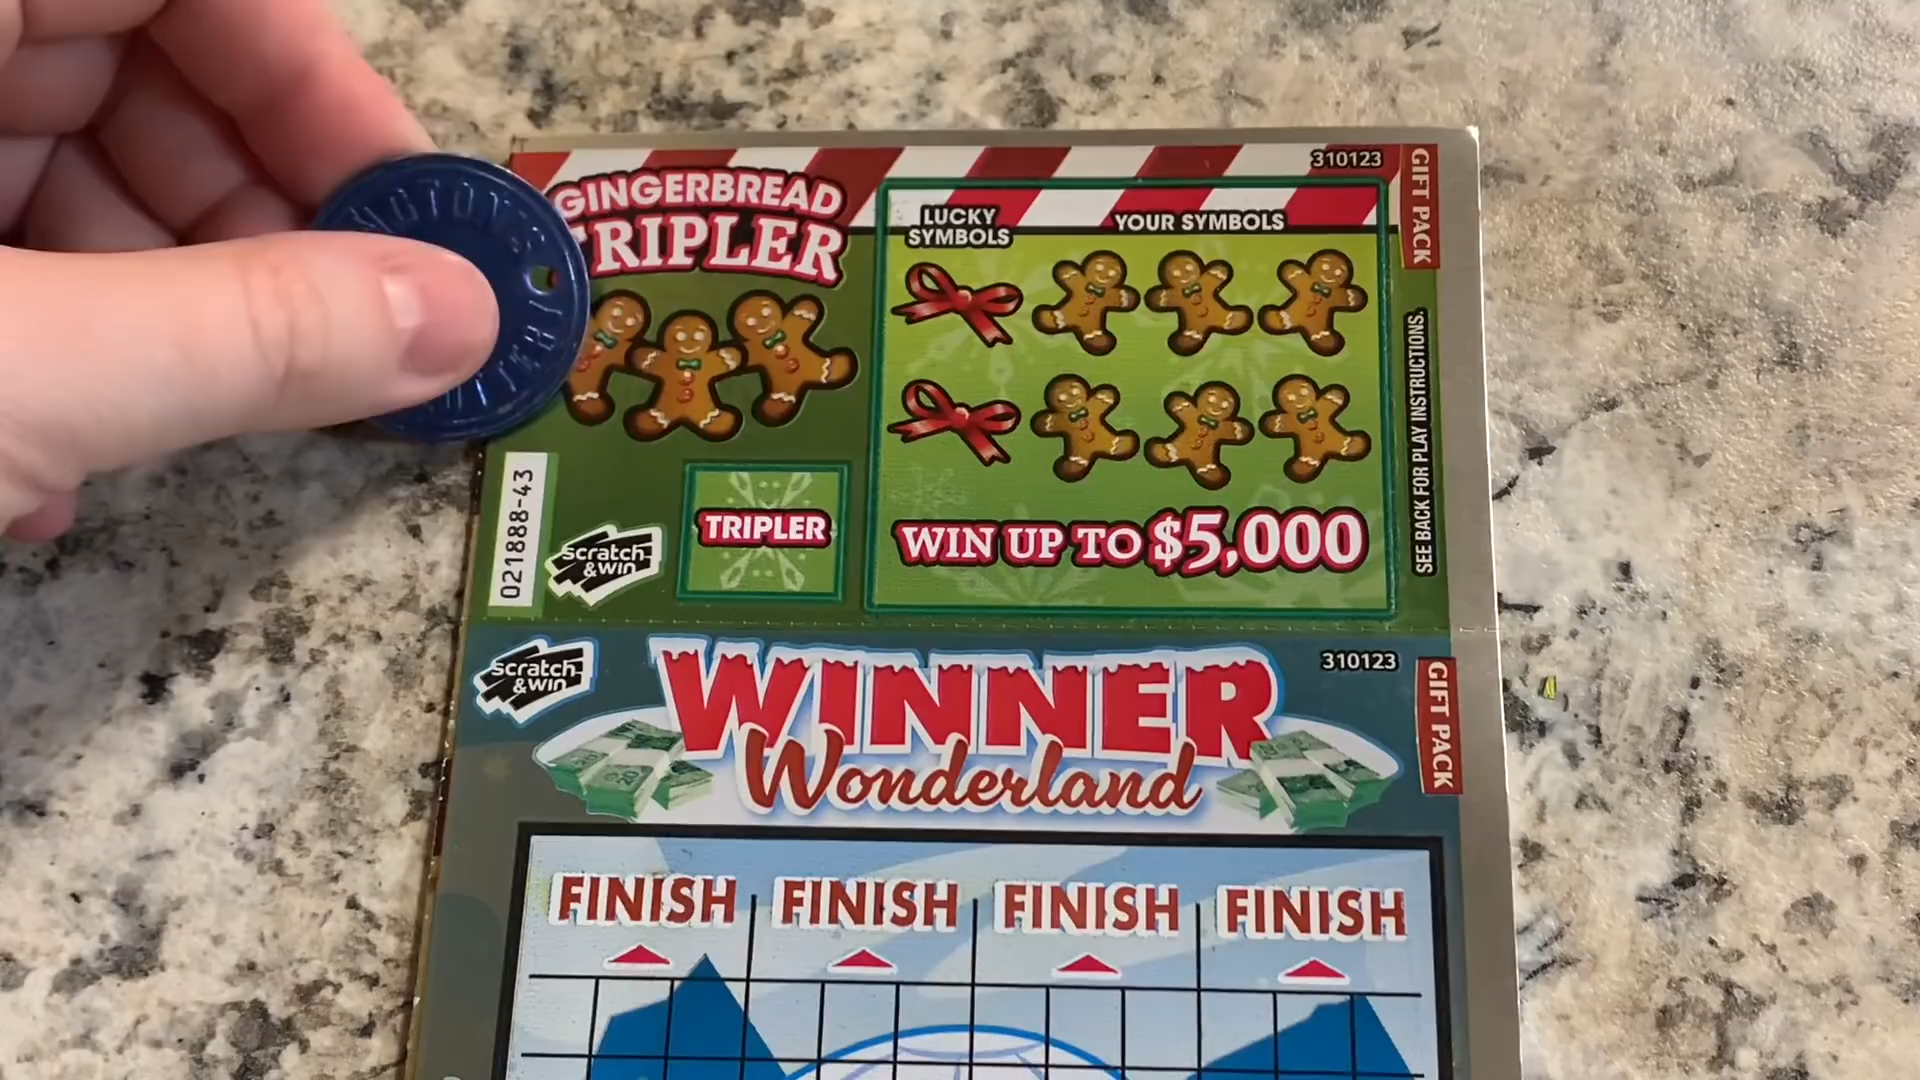 310123
GIFT PACK
GINGERBREAD
TRIPLER
LUCKY
SYMBOLS
YOUR SYMBOLS
SEE BACK FOR PLAY INSTRUCTIONS.
021888-43
scratch
&win
TRIPLER
WIN UP TO $5,000
scratch
&win
WINNER
Wonderland
310123
GIFT PACK
20
FINISH FINISH FINISH FINISH